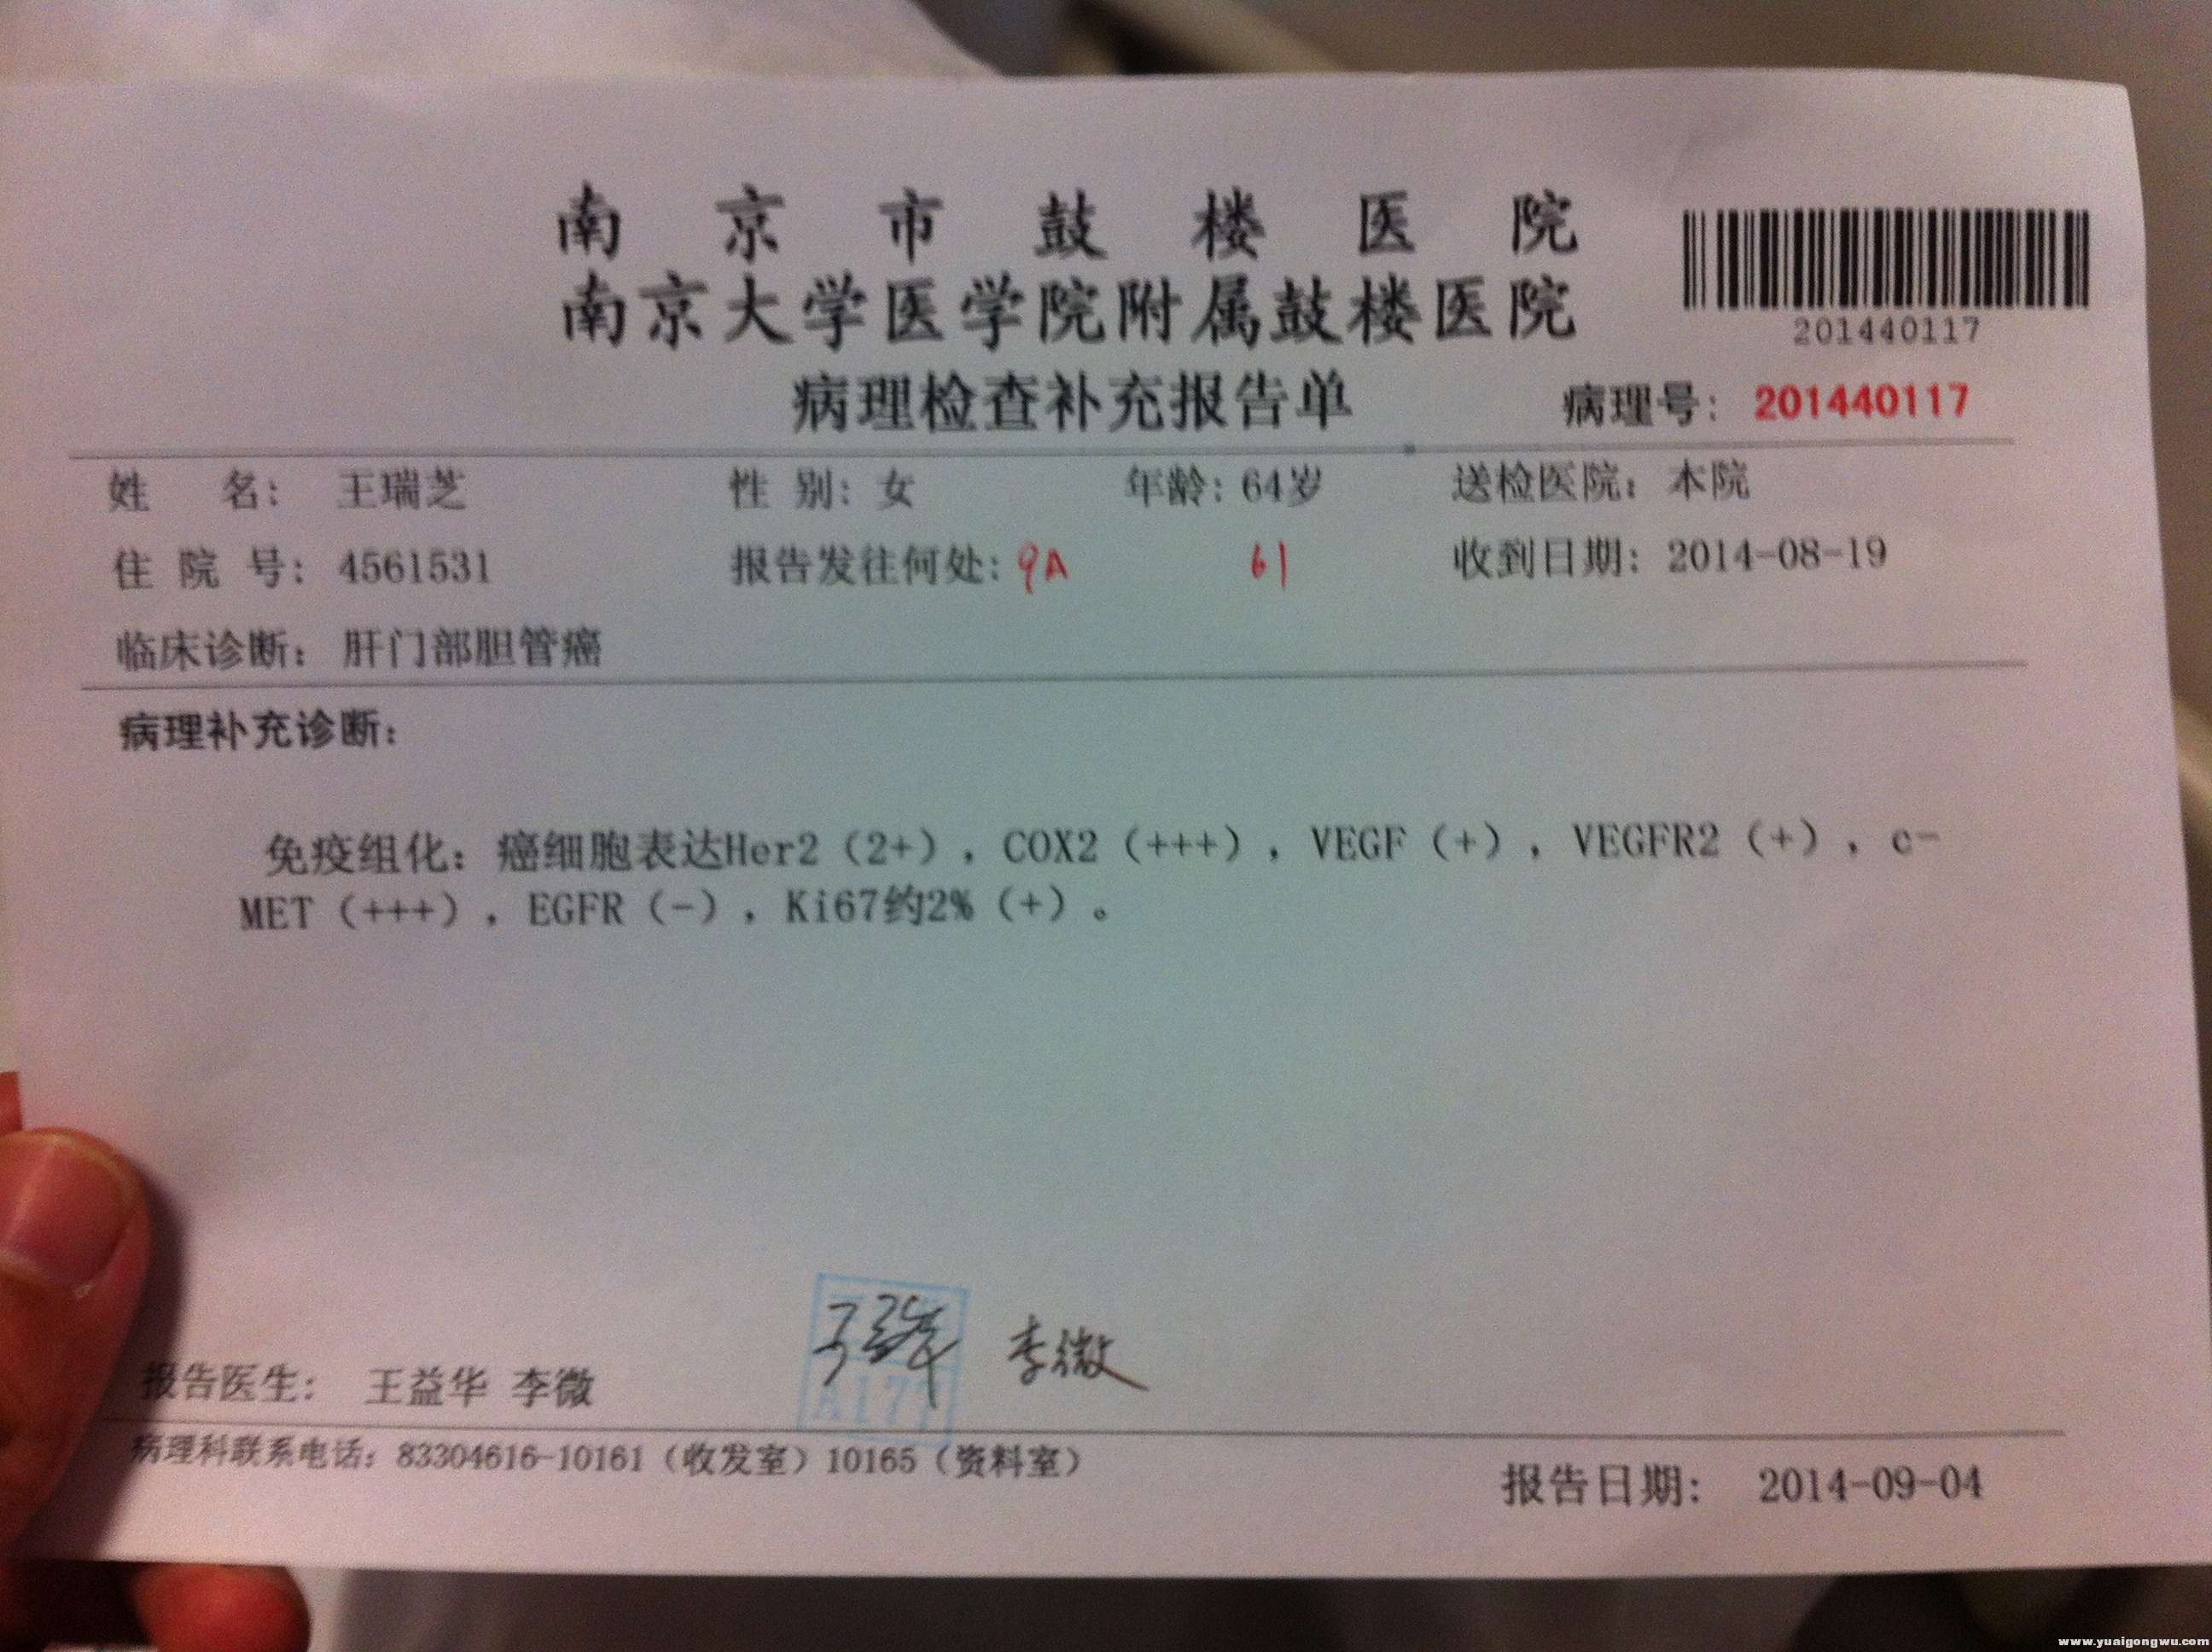 南京市鼓楼医院
南京大学医学院附属鼓楼医院
201440117
病理检查补充报告单
病理号: 201440117
姓 名: 王瑞芝 性 别: 女 年龄: 64岁 送检医院: 本院
住 院 号: 4561531 报告发往何处: 9A 61 收到日期: 2014-08-19
临床诊断: 肝门部胆管癌
病理补充诊断:
免疫组化: 癌细胞表达Her2（2+）, COX2（+++）, VEGF（+）, VEGFR2（+）, c-
MET（+++）, EGFR（-）, Ki67约2%（+）。
A177
李微
报告医生: 王益华 李微
病理科联系电话: 83304616-10161（收发室）10165（资料室）
报告日期: 2014-09-04
www.yuaigongwu.com